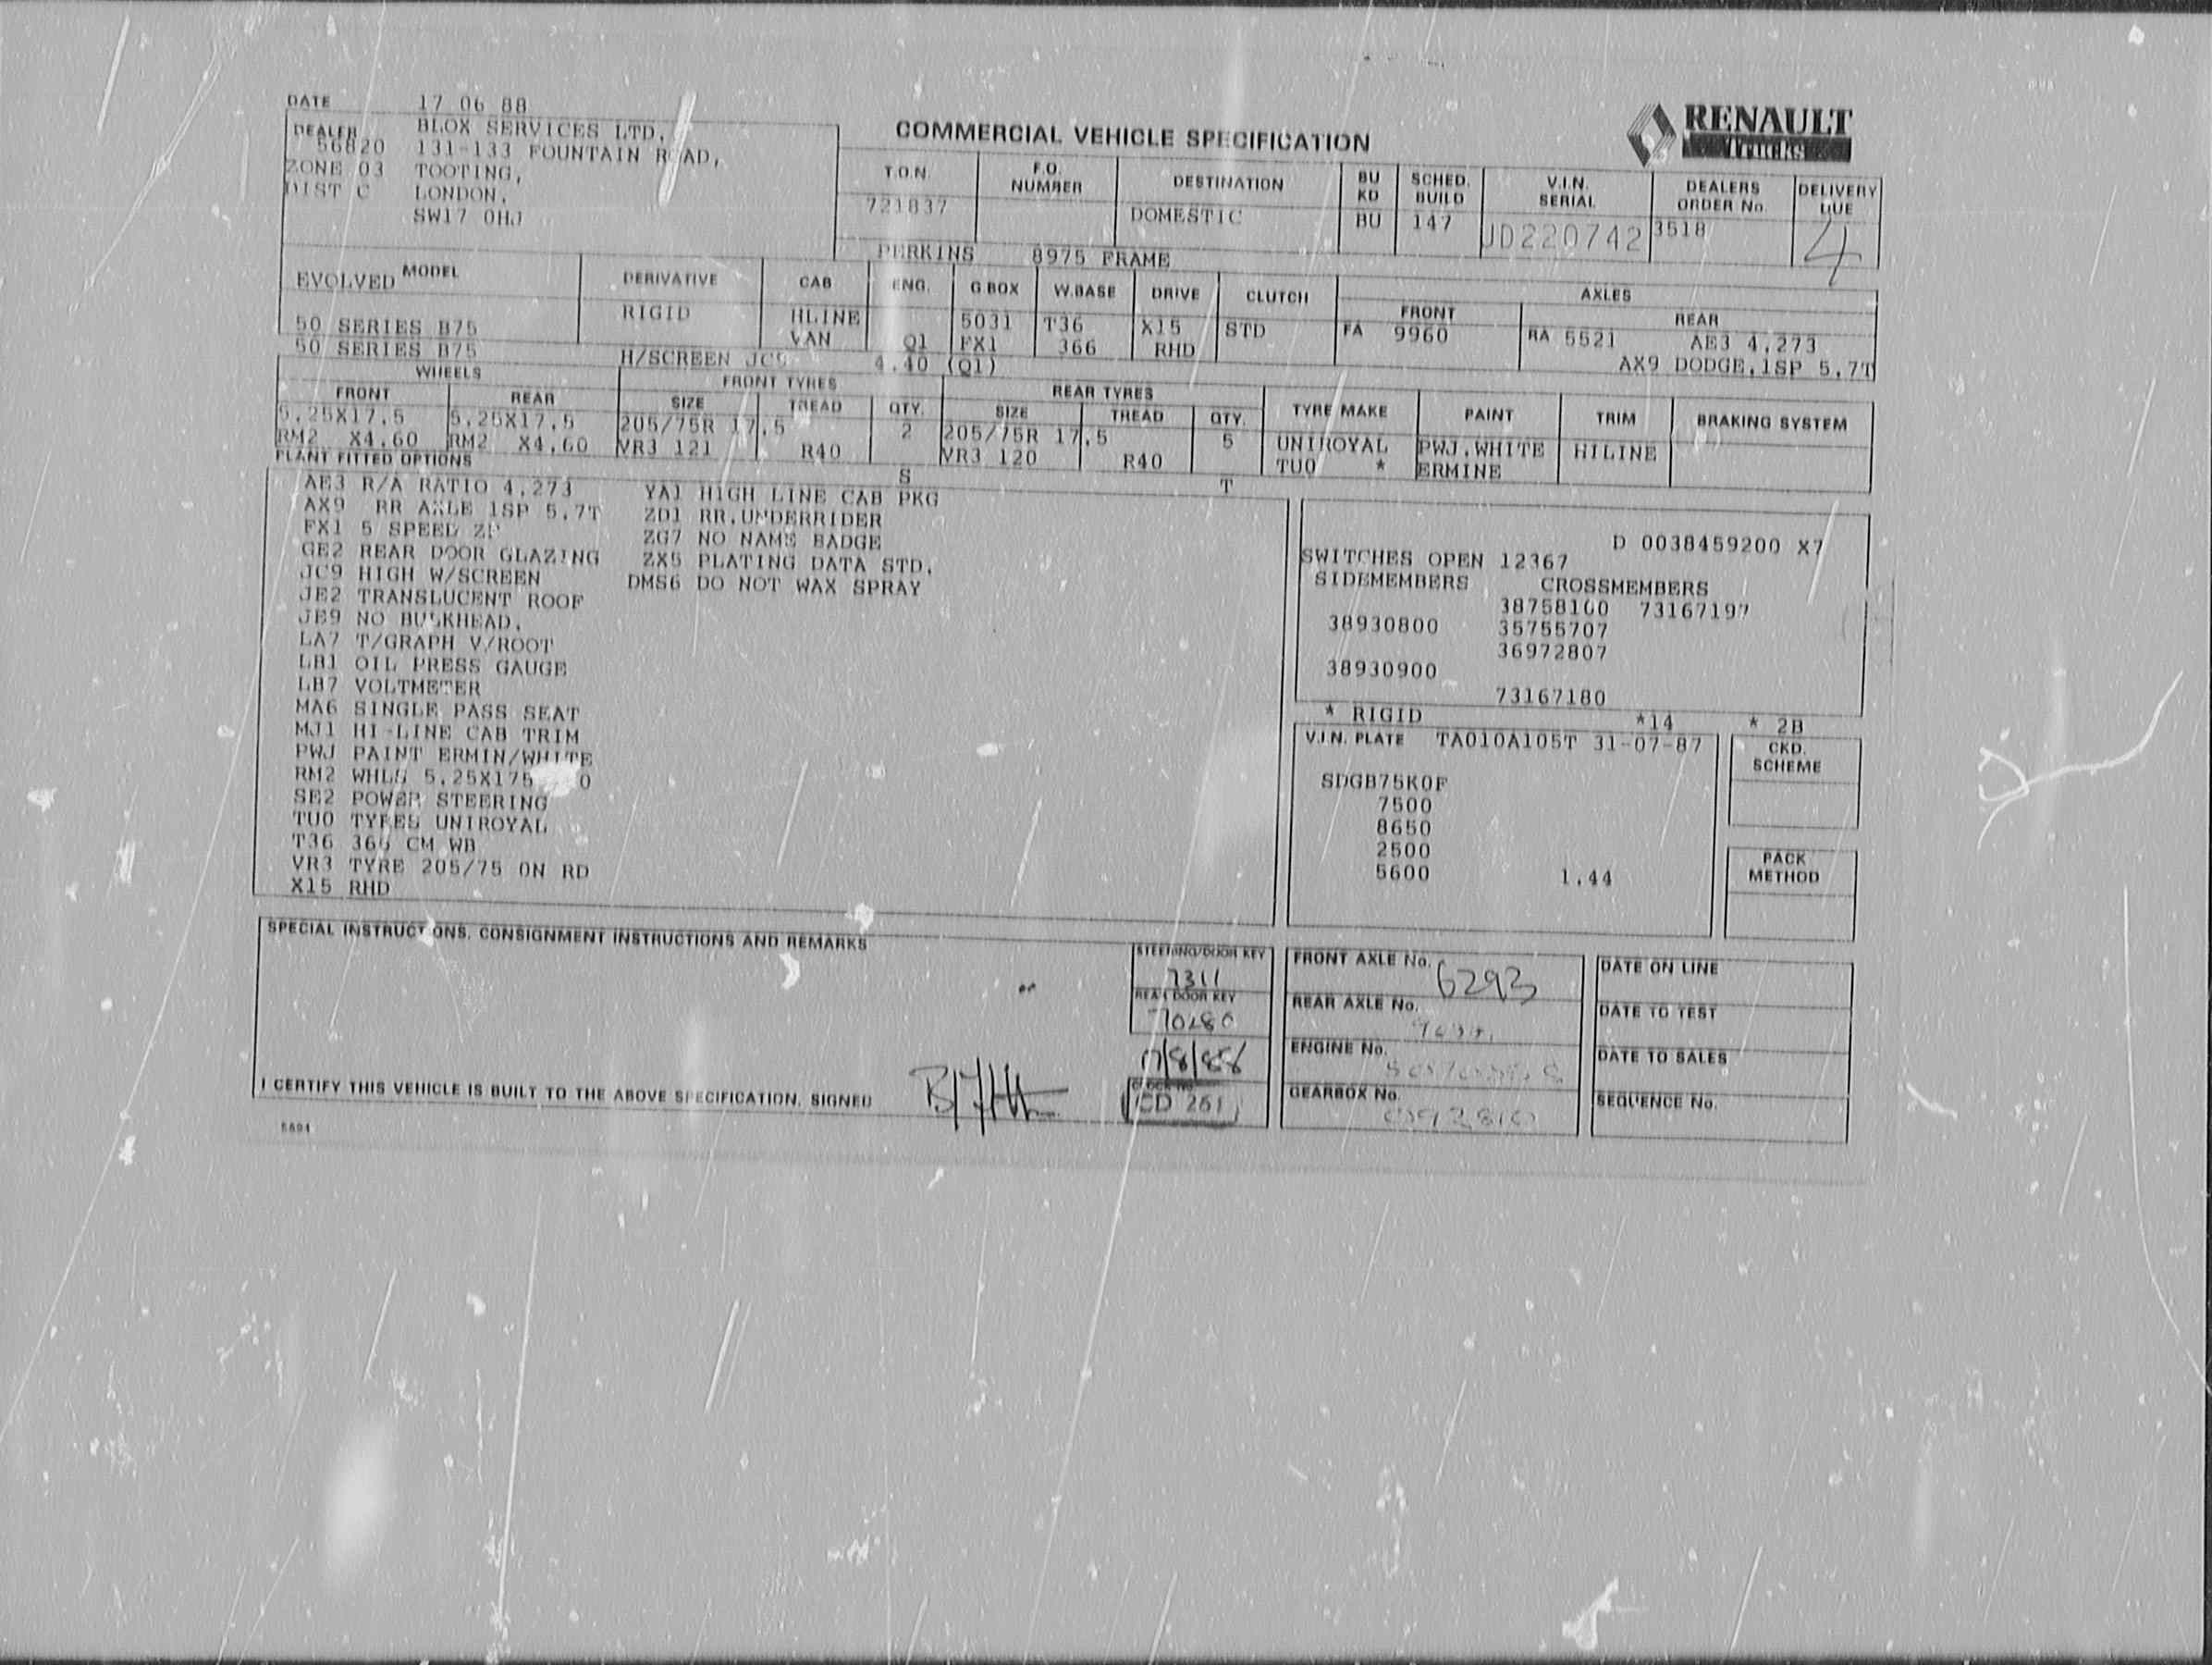 DATE 17 06 88
DEALER BLOX SERVICES LTD,
56820 131-133 FOUNTAIN ROAD,
ZONE 03 TOOTING,
DIST C LONDON,
SW17 0HJ
COMMERCIAL VEHICLE SPECIFICATION
RENAULT
Trucks
T.O.N. F.O. NUMBER DESTINATION BU KD SCHED. BUILD V.I.N. SERIAL DEALERS ORDER No. DELIVERY DUE
721837 DOMESTIC BU 147 JD220742 3518 4
PERKINS 8975 FRAME
MODEL DERIVATIVE CAB ENG. G.BOX W.BASE DRIVE CLUTCH AXLES
FRONT REAR
EVOLVED RIGID HLINE 5031 T36 X15 STD FA 9960 RA 5521 AE3 4,273
50 SERIES B75 VAN Q1 FX1 366 RHD AX9 DODGE,1SP 5,7T
50 SERIES B75 H/SCREEN JC9 4.40 (Q1)
WHEELS FRONT TYRES REAR TYRES
FRONT REAR SIZE TREAD QTY. SIZE TREAD QTY. TYRE MAKE PAINT TRIM BRAKING SYSTEM
5,25X17,5 5,25X17,5 205/75R 17,5 2 205/75R 17,5 5 UNIROYAL PWJ.WHITE HILINE
RM2 X4,60 RM2 X4,60 VR3 121 R40 VR3 120 R40 TU0 * ERMINE
PLANT FITTED OPTIONS S T
AE3 R/A RATIO 4,273
AX9 RR AXLE 1SP 5,7T
FX1 5 SPEED ZF
GE2 REAR DOOR GLAZING
JC9 HIGH W/SCREEN
JE2 TRANSLUCENT ROOF
JE9 NO BULKHEAD,
LA7 T/GRAPH V/ROOT
LB1 OIL PRESS GAUGE
LB7 VOLTMETER
MA6 SINGLE PASS SEAT
MJ1 HI-LINE CAB TRIM
PWJ PAINT ERMIN/WHITE
RM2 WHLS 5,25X175 0
SE2 POWER STEERING
TU0 TYRES UNIROYAL
T36 366 CM WB
VR3 TYRE 205/75 ON RD
X15 RHD
YA1 HIGH LINE CAB PKG
ZD1 RR.UNDERRIDER
ZG7 NO NAME BADGE
ZX5 PLATING DATA STD.
DMS6 DO NOT WAX SPRAY
D 0038459200 X7
SWITCHES OPEN 12367
SIDEMEMBERS CROSSMEMBERS
38758100 73167197
38930800 35755707
36972807
38930900
73167180
* RIGID *14 * 2B
V.I.N. PLATE TA010A105T 31-07-87
SDGB75K0F
7500
8650
2500
5600 1.44
CKD. SCHEME
PACK METHOD
SPECIAL INSTRUCTIONS, CONSIGNMENT INSTRUCTIONS AND REMARKS
STEERING/DOOR KEY
7311
REAR DOOR KEY
70280
17/8/88
CLOCK No.
CD 261
FRONT AXLE No. 6293
REAR AXLE No.
ENGINE No.
GEARBOX No.
DATE ON LINE
DATE TO TEST
DATE TO SALES
SEQUENCE No.
I CERTIFY THIS VEHICLE IS BUILT TO THE ABOVE SPECIFICATION. SIGNED